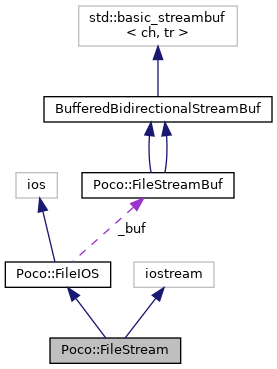 std::basic_streambuf
< ch, tr >
BufferedBidirectionalStreamBuf
ios
Poco::FileStreamBuf
_buf
Poco::FileIOS
iostream
Poco::FileStream